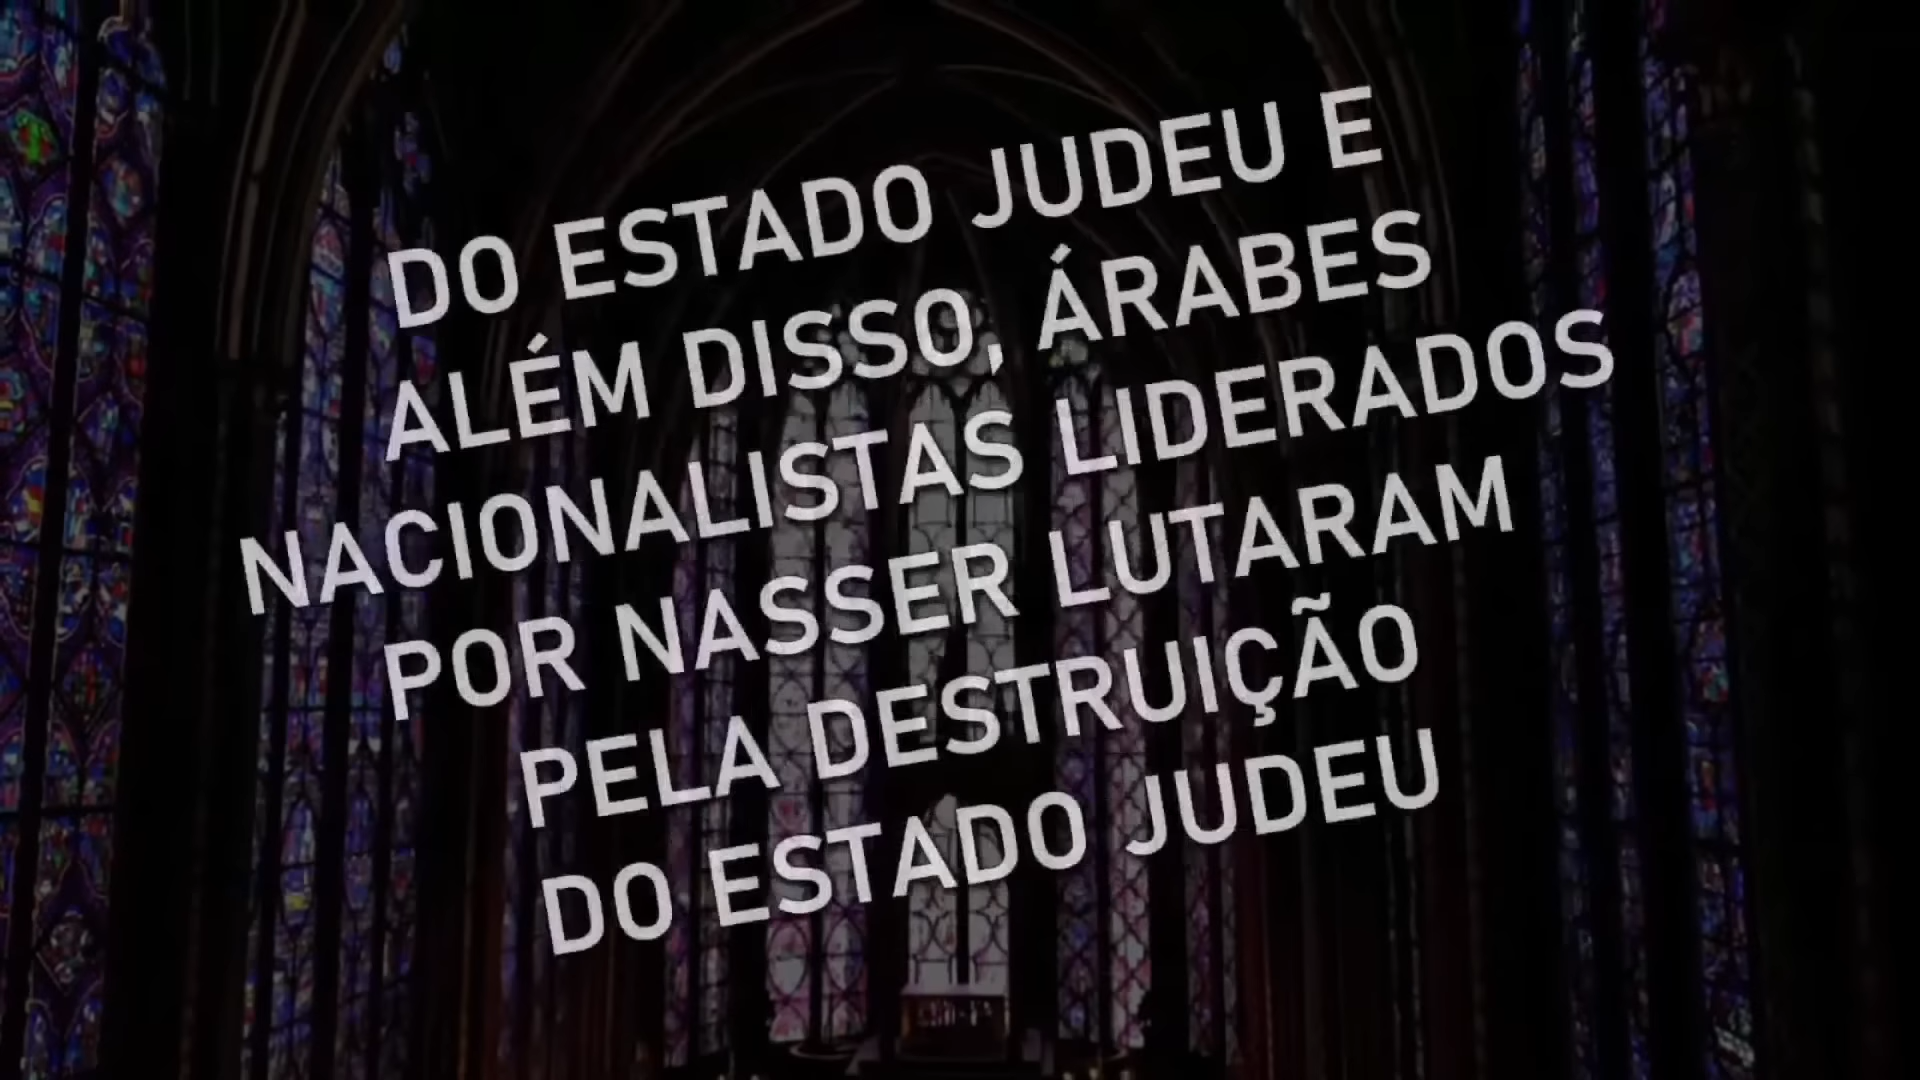 DO ESTADO JUDEU E
ALÉM DISSO, ÁRABES
NACIONALISTAS LIDERADOS
POR NASSER LUTARAM
PELA DESTRUIÇÃO
DO ESTADO JUDEU